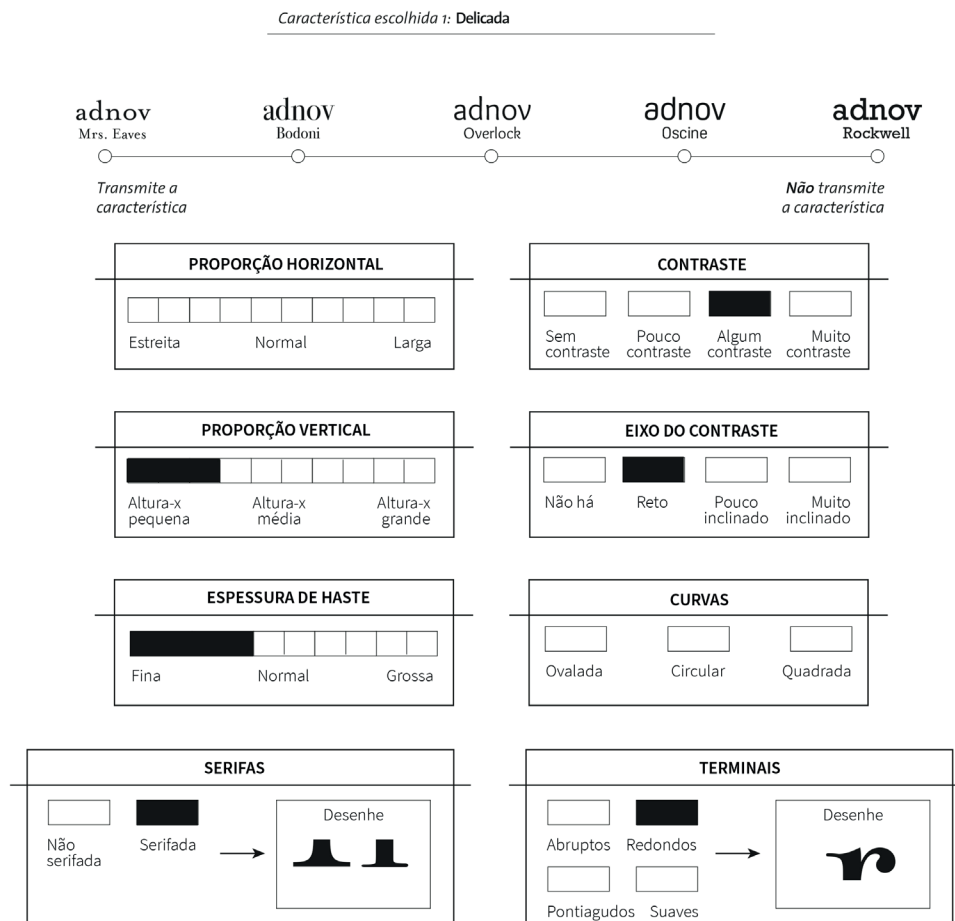 Característica escolhida 1: Delicada
adnov adnov adnov adnov adnov
Mrs. Eaves Bodoni Overlock Oscine Rockwell
Transmite a
característica
Não transmite
a característica
PROPORÇÃO HORIZONTAL
Estreita Normal Larga
CONTRASTE
Sem
contraste
Pouco
contraste
Algum
contraste
Muito
contraste
PROPORÇÃO VERTICAL
Altura-x
pequena
Altura-x
média
Altura-x
grande
EIXO DO CONTRASTE
Não há
Reto
Pouco
inclinado
Muito
inclinado
ESPESSURA DE HASTE
Fina Normal Grossa
CURVAS
Ovalada Circular Quadrada
SERIFAS
Não
serifada
Serifada
Desenhe
TERMINAIS
Abruptos Redondos
Pontiagudos Suaves
Desenhe
r